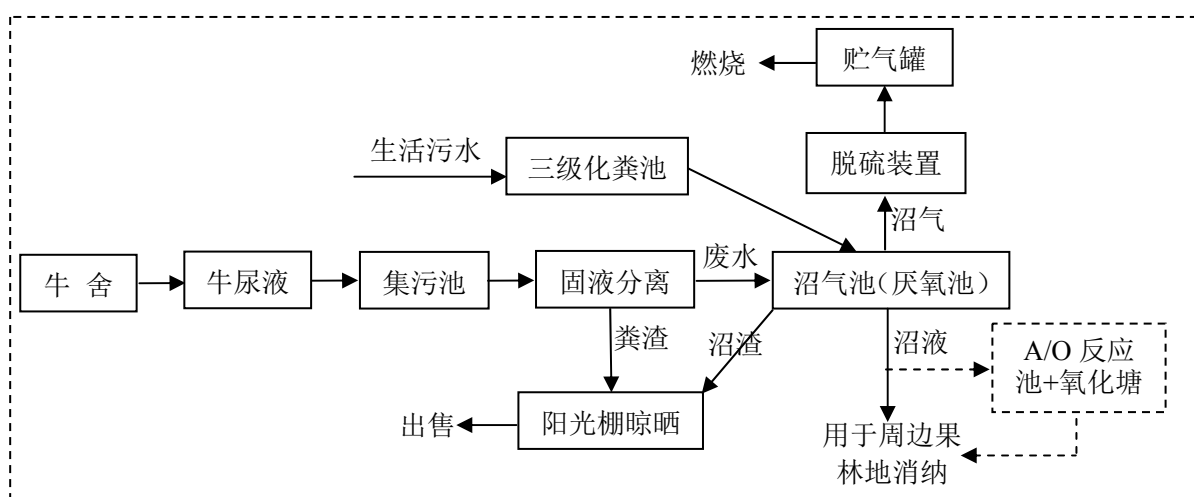 燃烧
贮气罐
生活污水
三级化粪池
脱硫装置
沼气
牛 舍
牛尿液
集污池
固液分离
废水
沼气池（厌氧池）
粪渣
沼渣
沼液
A/O 反应
池+氧化塘
出售
阳光棚晾晒
用于周边果
林地消纳